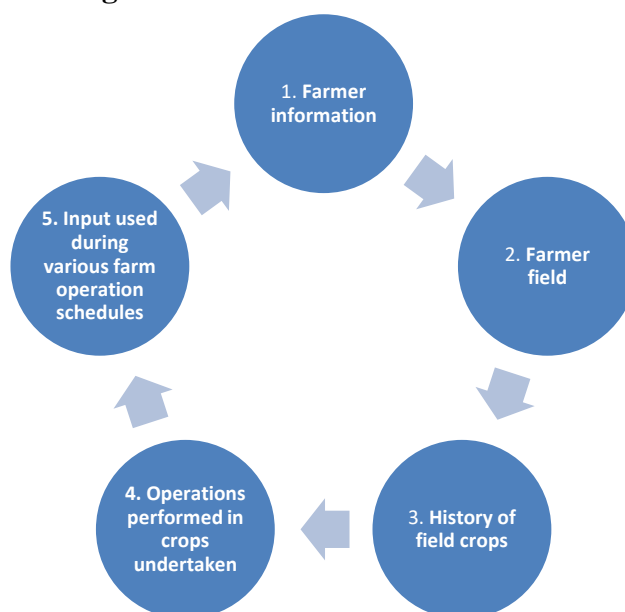 1. Farmer
information
2. Farmer
field
3. History of
field crops
4. Operations
performed in
crops
undertaken
5. Input used
during
various farm
operation
schedules